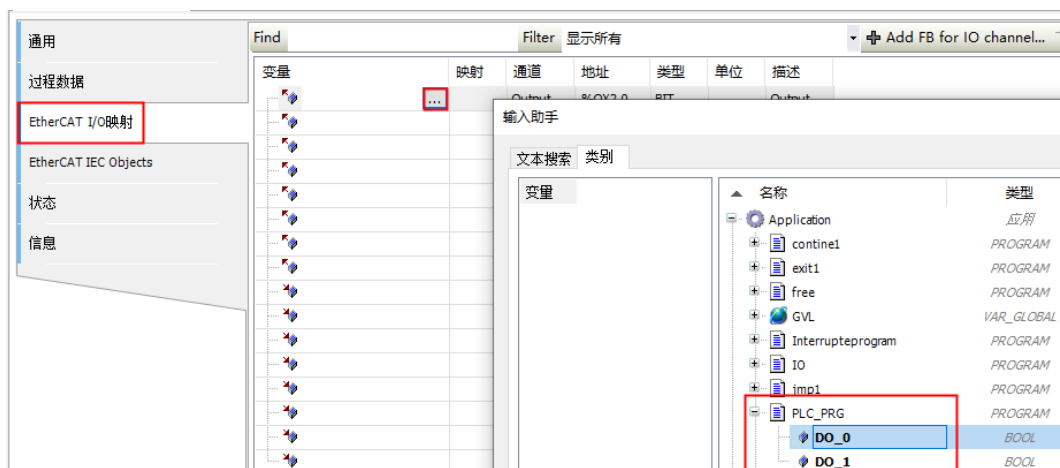 通用
过程数据
EtherCAT I/O映射
EtherCAT IEC Objects
状态
信息
Find Filter 显示所有 Add FB for IO channel...
变量 映射 通道 地址 类型 单位 描述
... Output %QX2.0 BIT Output
输入助手
文本搜索 类别
变量
名称 类型
Application 应用
contine1 PROGRAM
exit1 PROGRAM
free PROGRAM
GVL VAR_GLOBAL
Interrupteprogram PROGRAM
IO PROGRAM
jmp1 PROGRAM
PLC_PRG PROGRAM
DO_0 BOOL
DO_1 BOOL